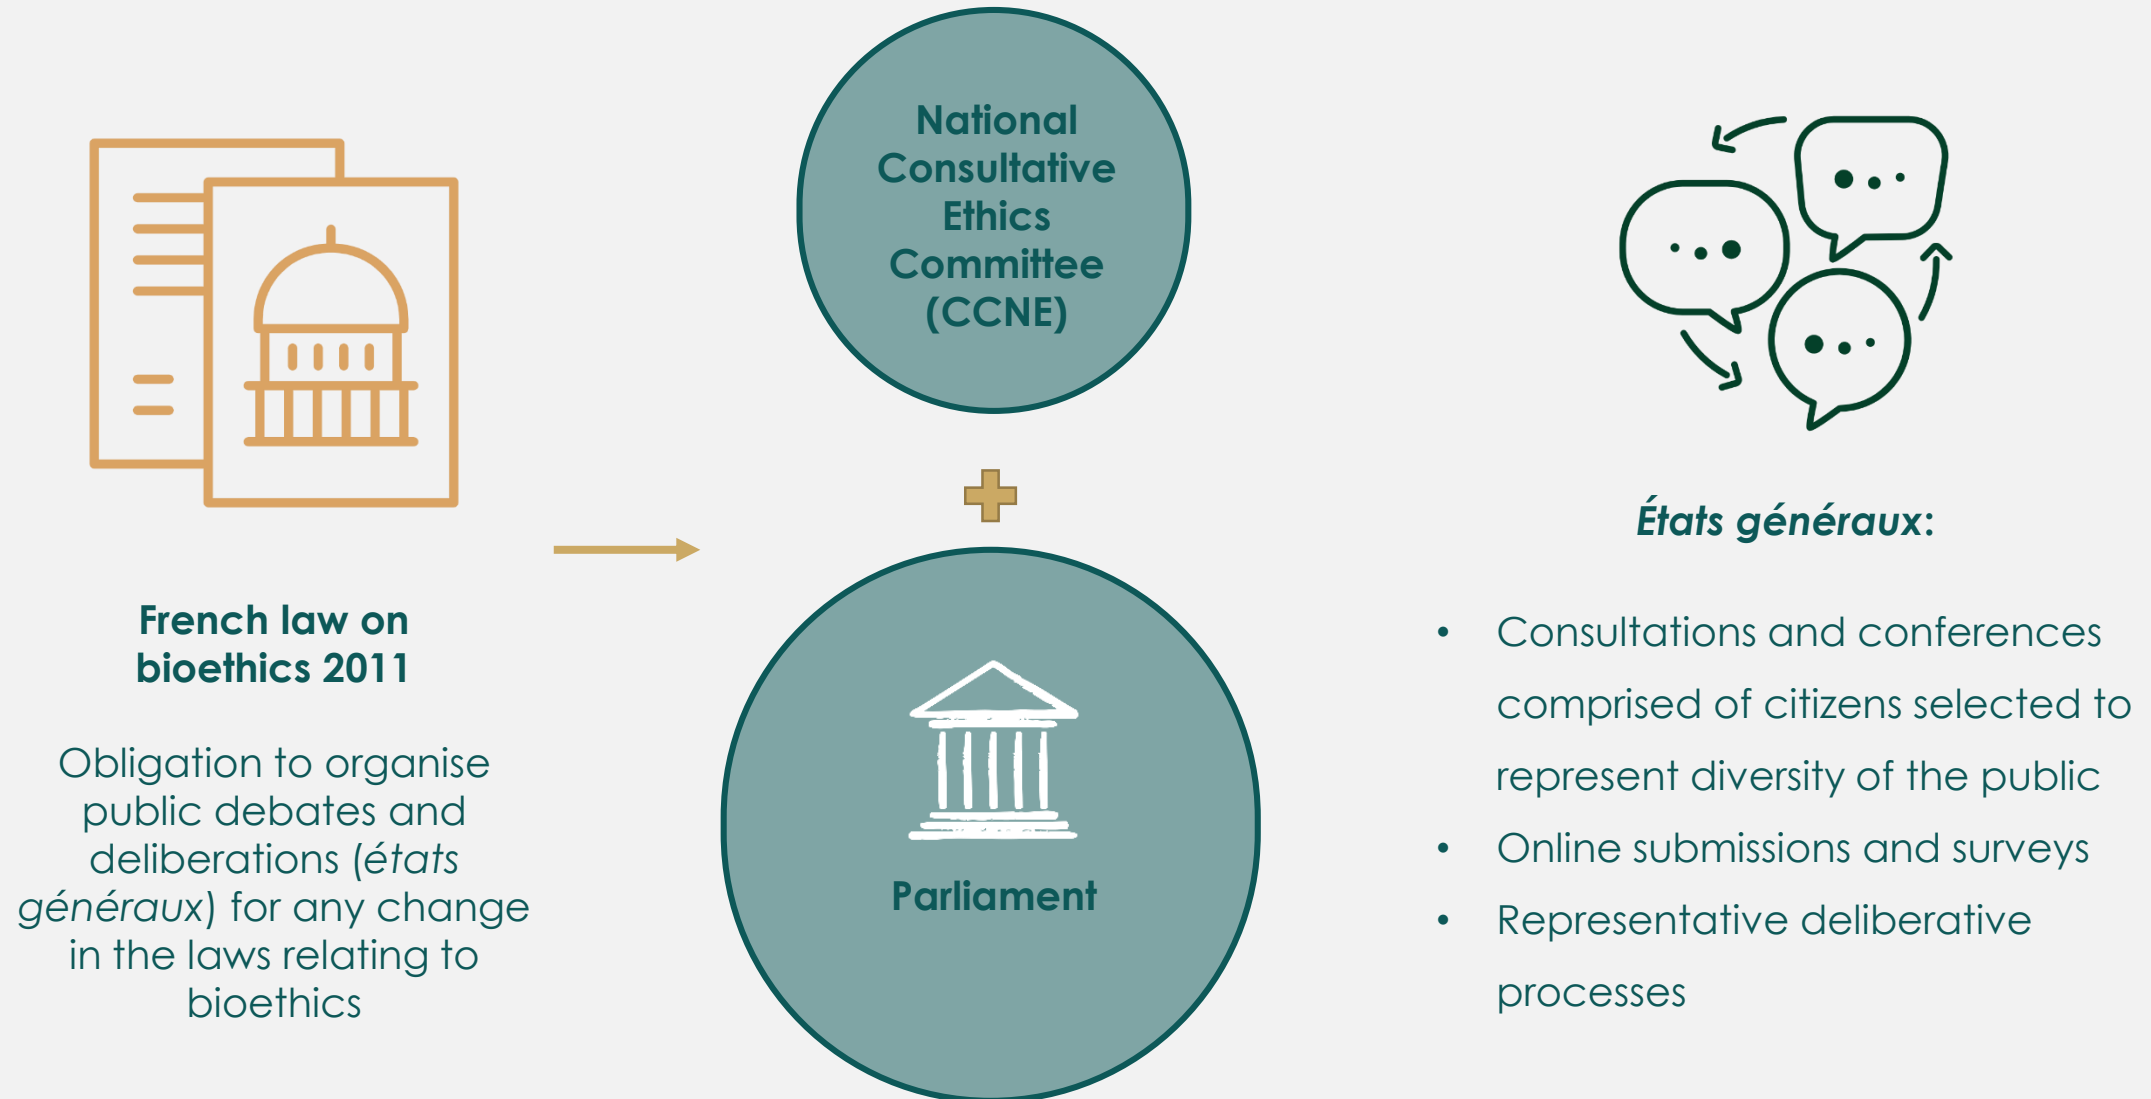 French law on
bioethics 2011
Obligation to organise
public debates and
deliberations (états
généraux) for any change
in the laws relating to
bioethics
National
Consultative
Ethics
Committee
(CCNE)
Parliament
États généraux:
• Consultations and conferences
comprised of citizens selected to
represent diversity of the public
• Online submissions and surveys
• Representative deliberative
processes